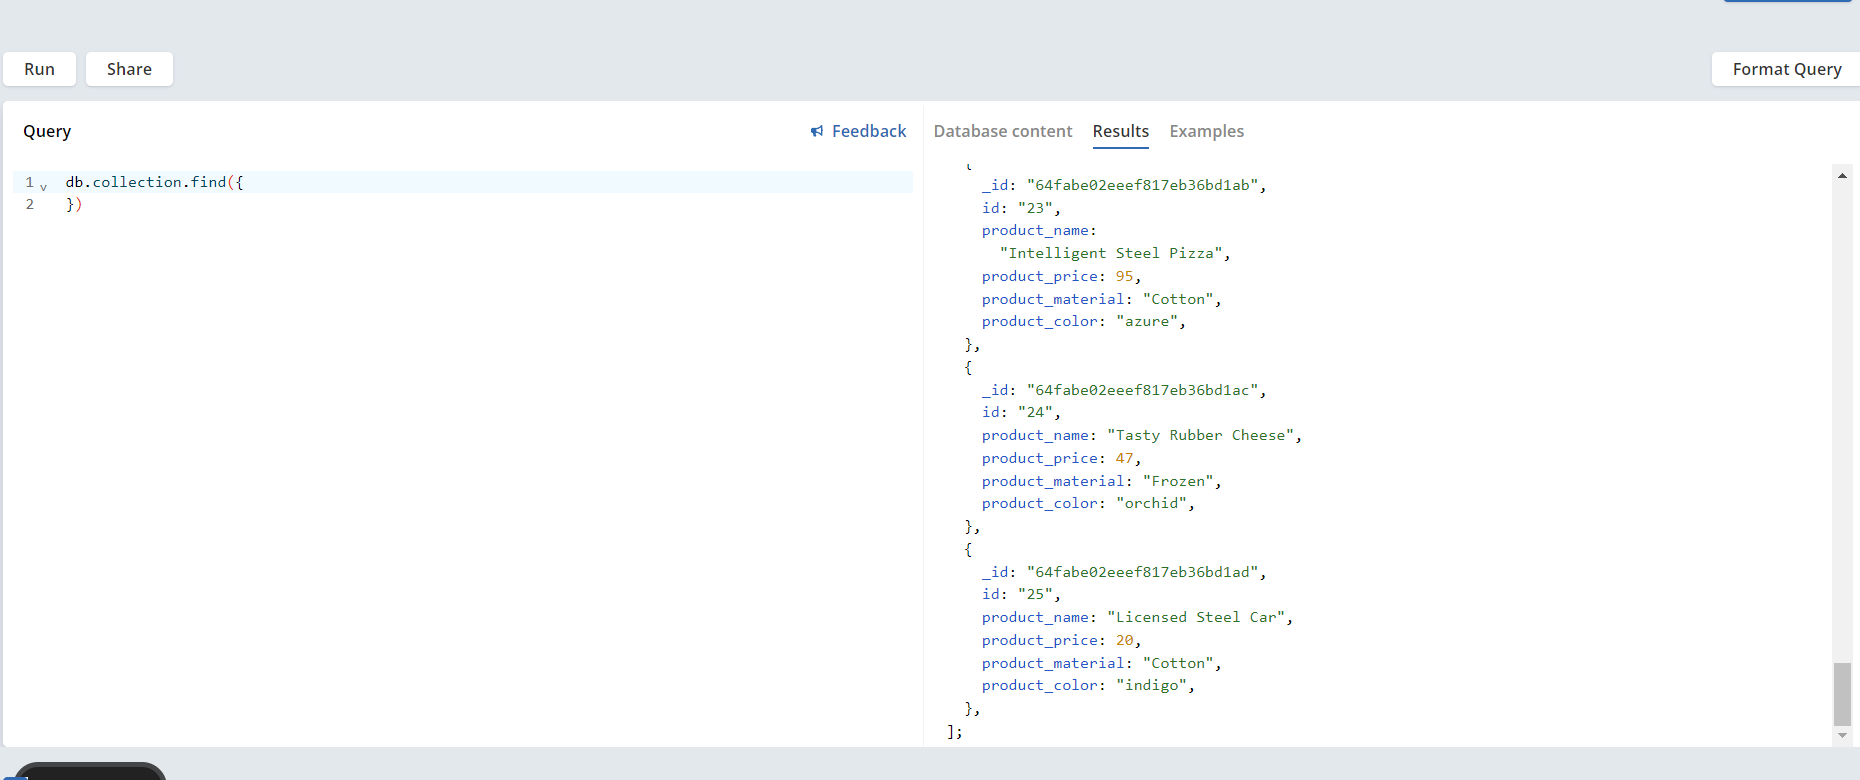 Run
Share
Format Query
Query
Feedback
1 db.collection.find({
2 })
Database content
Results
Examples
{
_id: "64fabe02eeef817eb36bd1ab",
id: "23",
product_name:
"Intelligent Steel Pizza",
product_price: 95,
product_material: "Cotton",
product_color: "azure",
},
{
_id: "64fabe02eeef817eb36bd1ac",
id: "24",
product_name: "Tasty Rubber Cheese",
product_price: 47,
product_material: "Frozen",
product_color: "orchid",
},
{
_id: "64fabe02eeef817eb36bd1ad",
id: "25",
product_name: "Licensed Steel Car",
product_price: 20,
product_material: "Cotton",
product_color: "indigo",
},
];